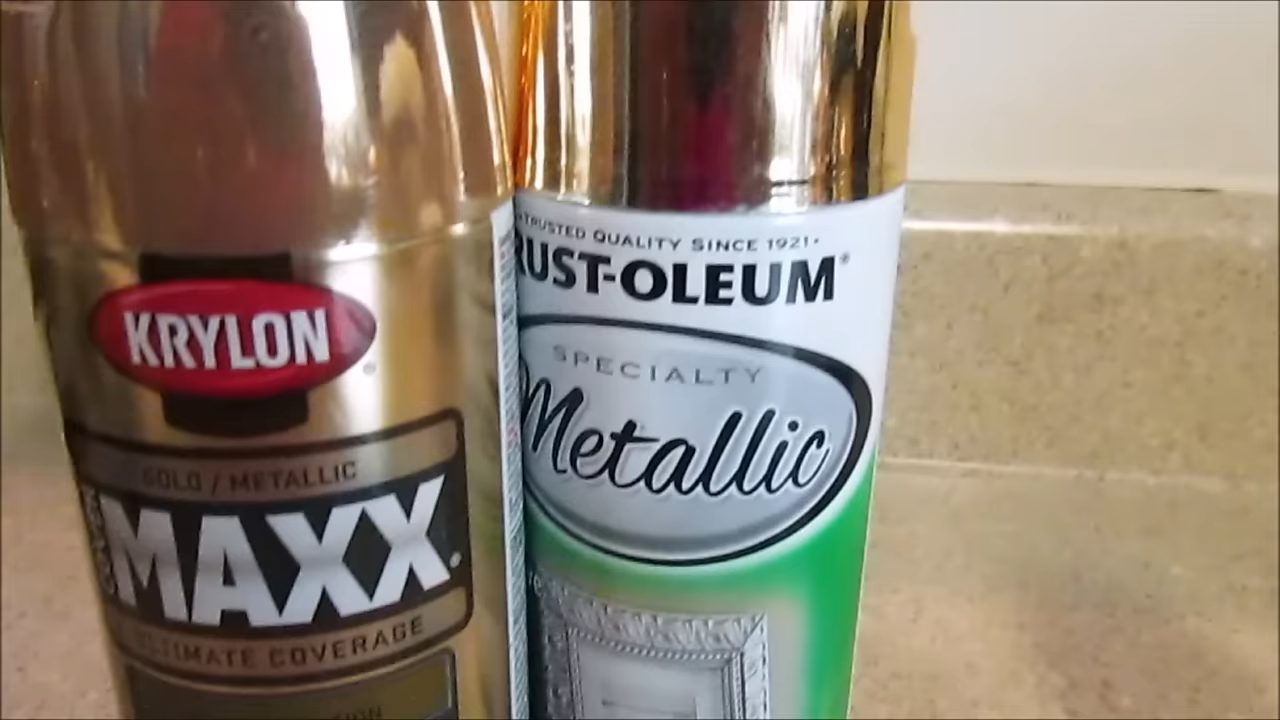 KRYLON
®
GOLD / METALLIC
MAXX.
ULTIMATE COVERAGE
•TRUSTED QUALITY SINCE 1921•
RUST-OLEUM®
SPECIALTY
Metallic